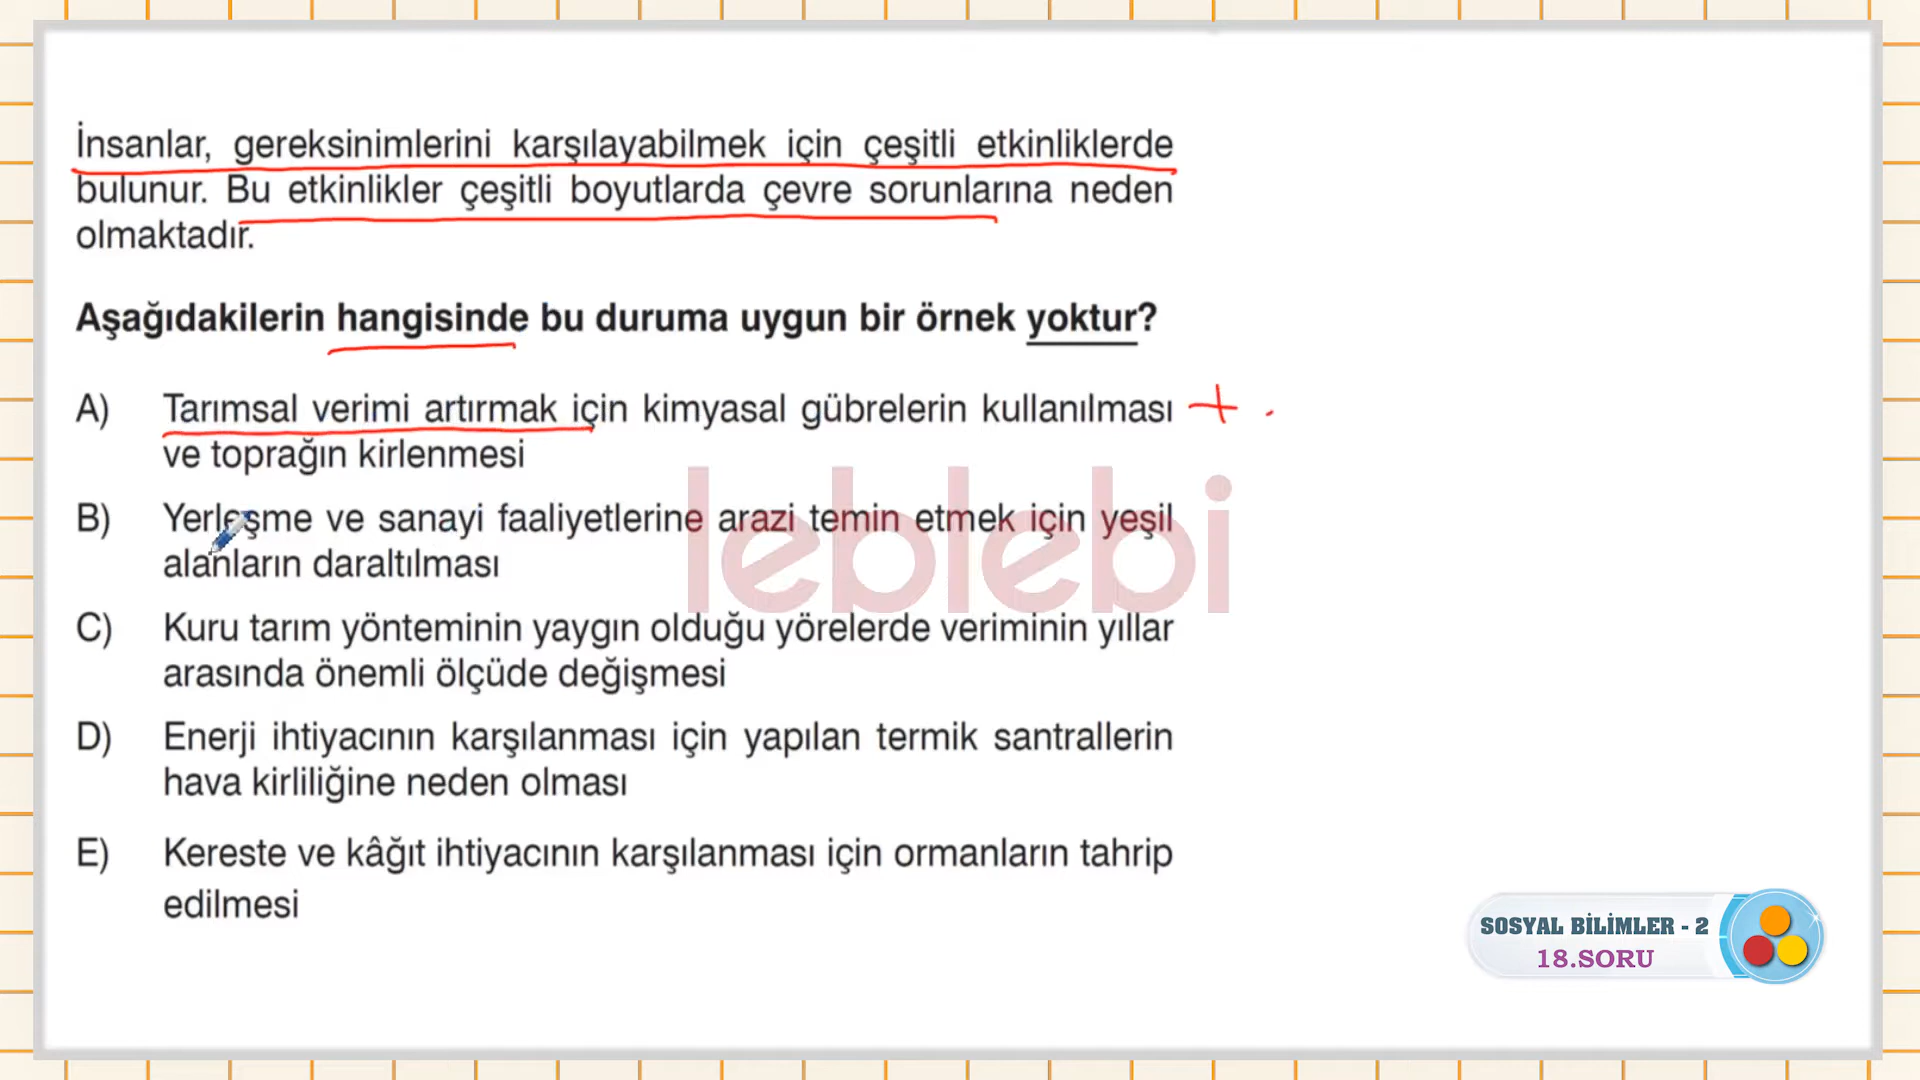 İnsanlar, gereksinimlerini karşılayabilmek için çeşitli etkinliklerde
bulunur. Bu etkinlikler çeşitli boyutlarda çevre sorunlarına neden
olmaktadır.
Aşağıdakilerin hangisinde bu duruma uygun bir örnek yoktur?
A) Tarımsal verimi artırmak için kimyasal gübrelerin kullanılması
ve toprağın kirlenmesi
B) Yerleşme ve sanayi faaliyetlerine arazi temin etmek için yeşil
alanların daraltılması
C) Kuru tarım yönteminin yaygın olduğu yörelerde veriminin yıllar
arasında önemli ölçüde değişmesi
D) Enerji ihtiyacının karşılanması için yapılan termik santrallerin
hava kirliliğine neden olması
E) Kereste ve kâğıt ihtiyacının karşılanması için ormanların tahrip
edilmesi
leblebi
SOSYAL BİLİMLER - 2
18.SORU